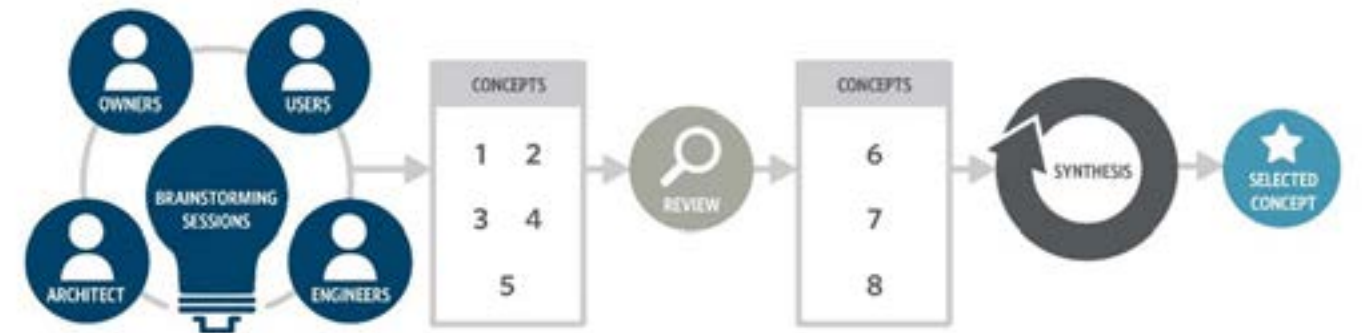 OWNERS
USERS
BRAINSTORMING
SESSIONS
ARCHITECT
ENGINEERS
CONCEPTS
1 2
3 4
5
REVIEW
CONCEPTS
6
7
8
SYNTHESIS
SELECTED
CONCEPT